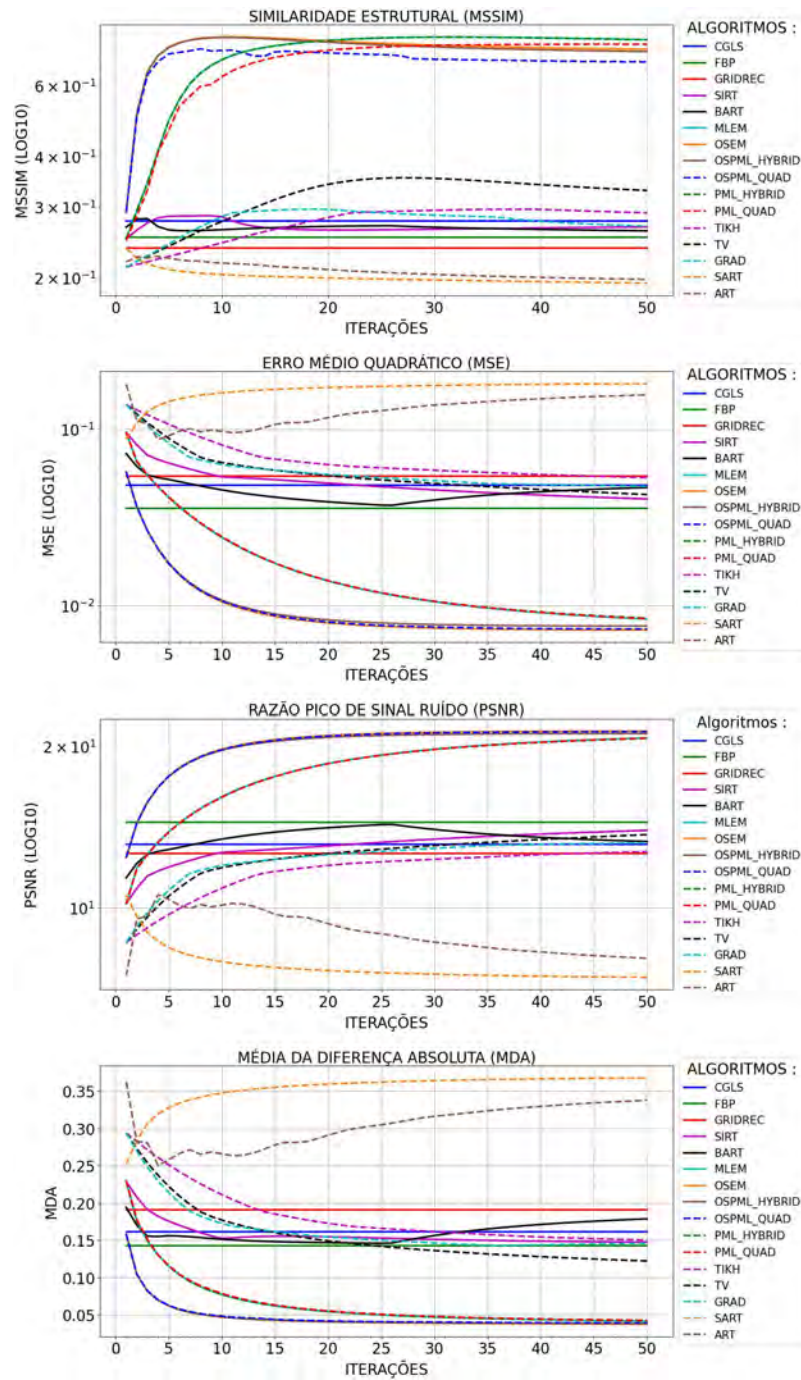 SIMILARIDADE ESTRUTURAL (MSSIM)
ALGORITMOS :
CGLS
FBP
GRIDREC
SIRT
BART
MLEM
OSEM
OSPML_HYBRID
OSPML_QUAD
PML_HYBRID
PML_QUAD
TIKH
TV
GRAD
SART
ART
MSSIM (LOG10)
6 × 10⁻¹
4 × 10⁻¹
3 × 10⁻¹
2 × 10⁻¹
0 5 10 15 20 25 30 35 40 45 50
ITERAÇÕES
ERRO MÉDIO QUADRÁTICO (MSE)
ALGORITMOS :
CGLS
FBP
GRIDREC
SIRT
BART
MLEM
OSEM
OSPML_HYBRID
OSPML_QUAD
PML_HYBRID
PML_QUAD
TIKH
TV
GRAD
SART
ART
MSE (LOG10)
10⁻¹
10⁻²
0 5 10 15 20 25 30 35 40 45 50
ITERAÇÕES
RAZÃO PICO DE SINAL RUÍDO (PSNR)
Algoritmos :
CGLS
FBP
GRIDREC
SIRT
BART
MLEM
OSEM
OSPML_HYBRID
OSPML_QUAD
PML_HYBRID
PML_QUAD
TIKH
TV
GRAD
SART
ART
PSNR (LOG10)
2 × 10¹
10¹
0 5 10 15 20 25 30 35 40 45 50
ITERAÇÕES
MÉDIA DA DIFERENÇA ABSOLUTA (MDA)
ALGORITMOS :
CGLS
FBP
GRIDREC
SIRT
BART
MLEM
OSEM
OSPML_HYBRID
OSPML_QUAD
PML_HYBRID
PML_QUAD
TIKH
TV
GRAD
SART
ART
MDA
0.35
0.30
0.25
0.20
0.15
0.10
0.05
0 5 10 15 20 25 30 35 40 45 50
ITERAÇÕES